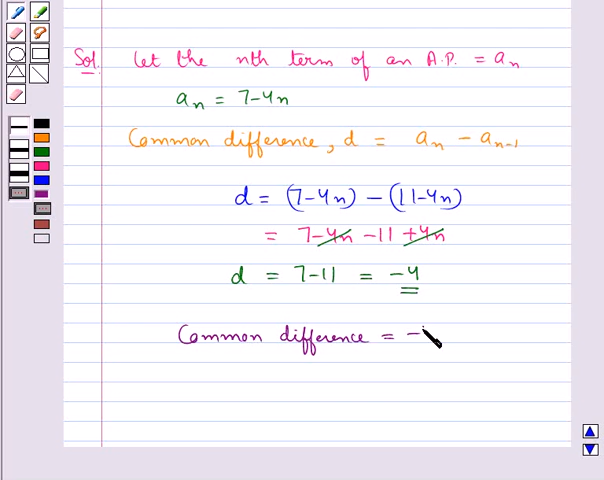 Sol. Let the nth term of an A.P. = aₙ
aₙ = 7-4n
Common difference, d = aₙ - aₙ₋₁
d = (7-4n) - (11-4n)
= 7-4n -11 +4n
d = 7-11 = -4
Common difference = -